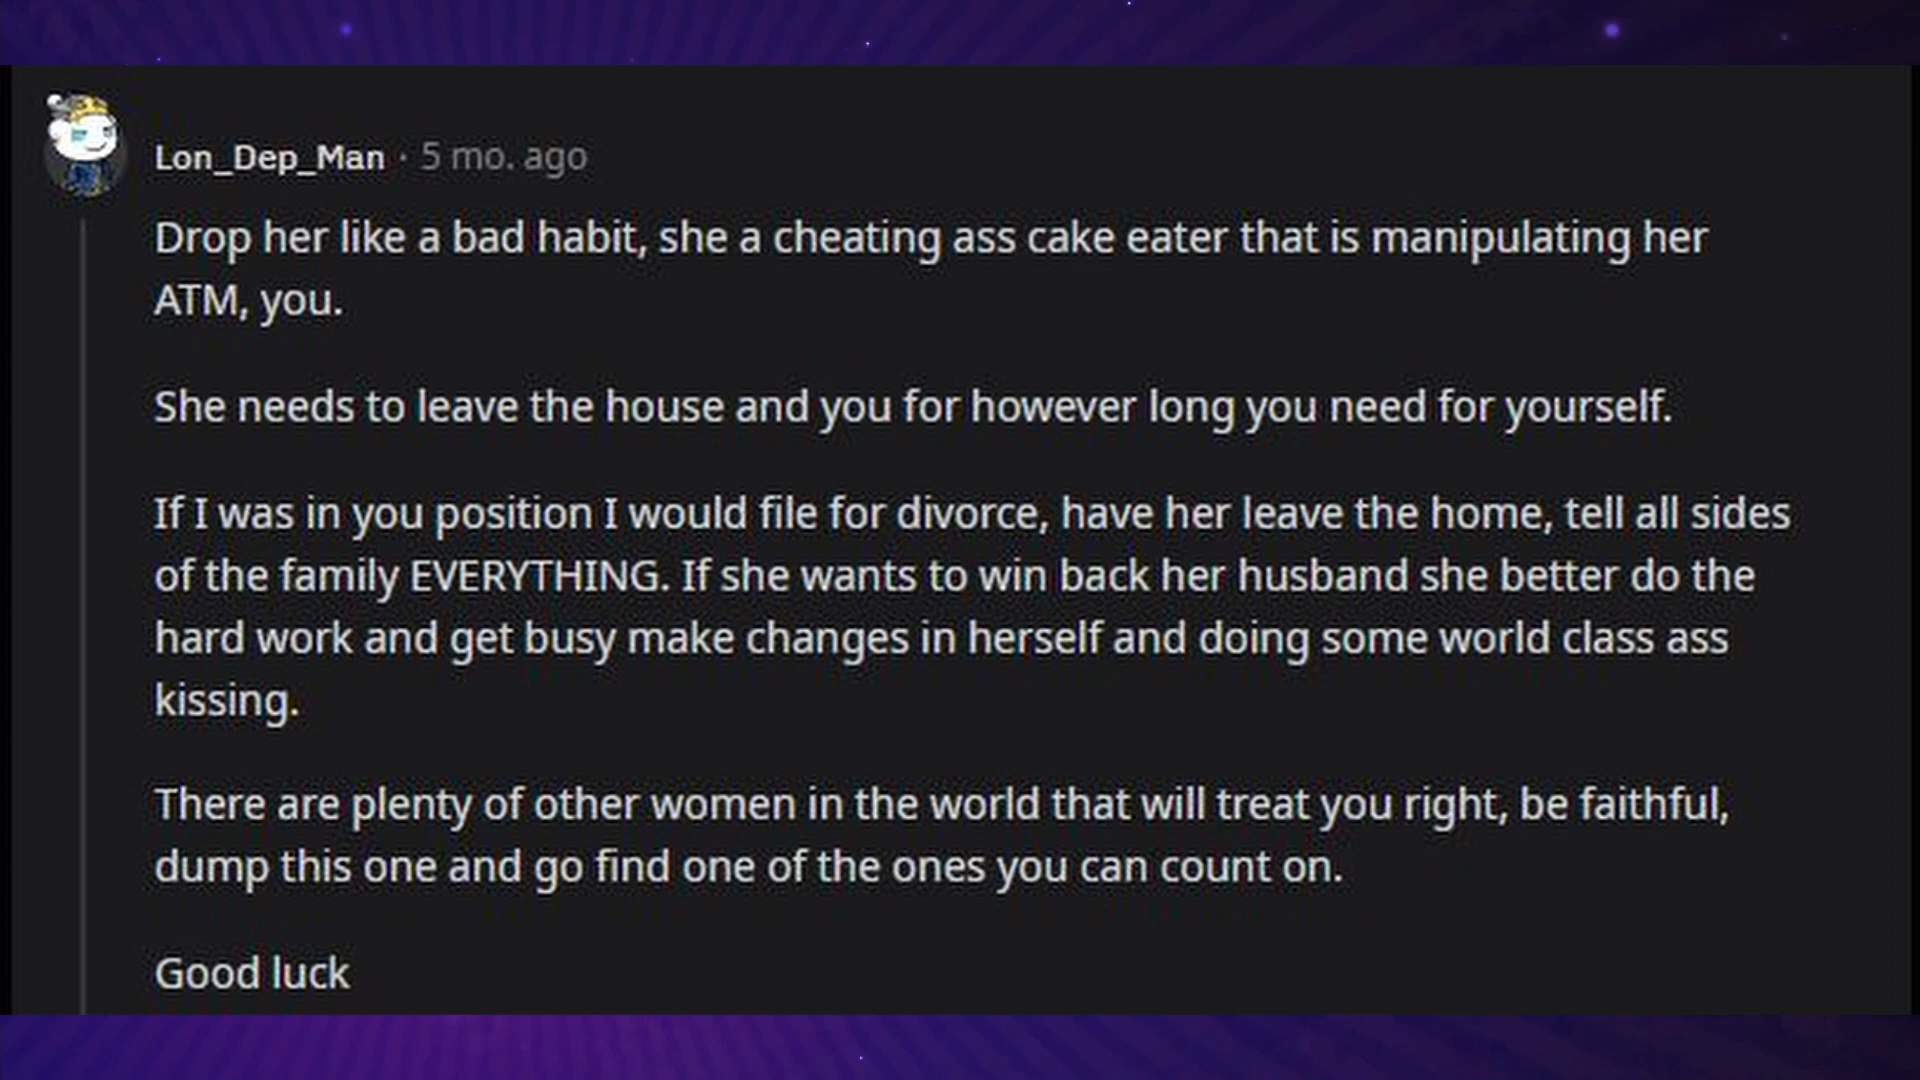 Lon_Dep_Man · 5 mo. ago
Drop her like a bad habit, she a cheating ass cake eater that is manipulating her
ATM, you.
She needs to leave the house and you for however long you need for yourself.
If I was in you position I would file for divorce, have her leave the home, tell all sides
of the family EVERYTHING. If she wants to win back her husband she better do the
hard work and get busy make changes in herself and doing some world class ass
kissing.
There are plenty of other women in the world that will treat you right, be faithful,
dump this one and go find one of the ones you can count on.
Good luck